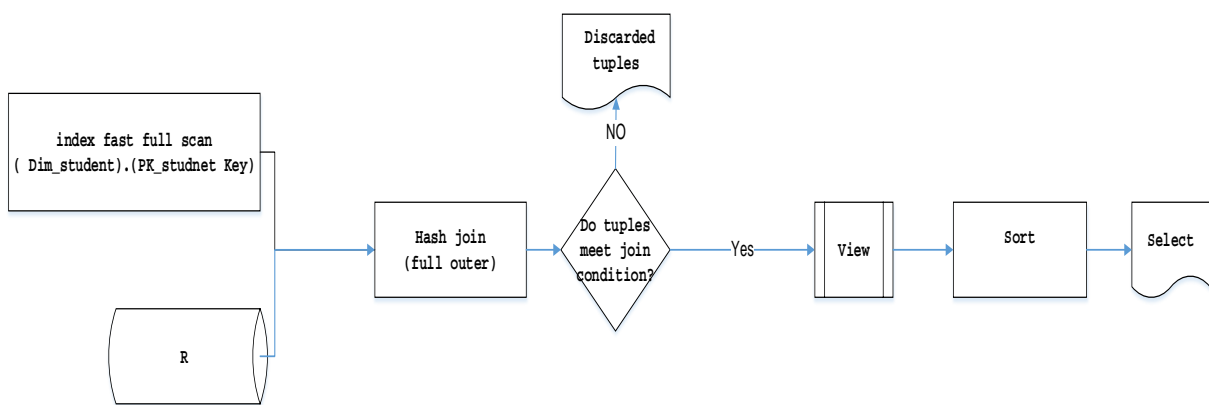 Discarded
tuples
NO
index fast full scan
( Dim_student).(PK_studnet Key)
Hash join
(full outer)
Do tuples
meet join
condition?
Yes
View
Sort
Select
R